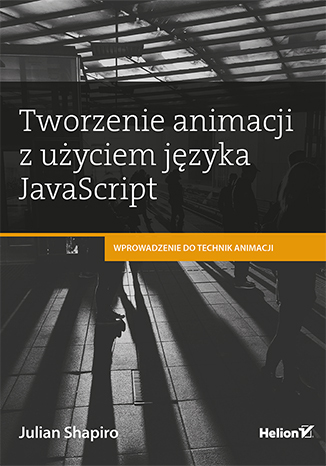 Tworzenie animacji
z użyciem języka
JavaScript
WPROWADZENIE DO TECHNIK ANIMACJI
Julian Shapiro
Helion